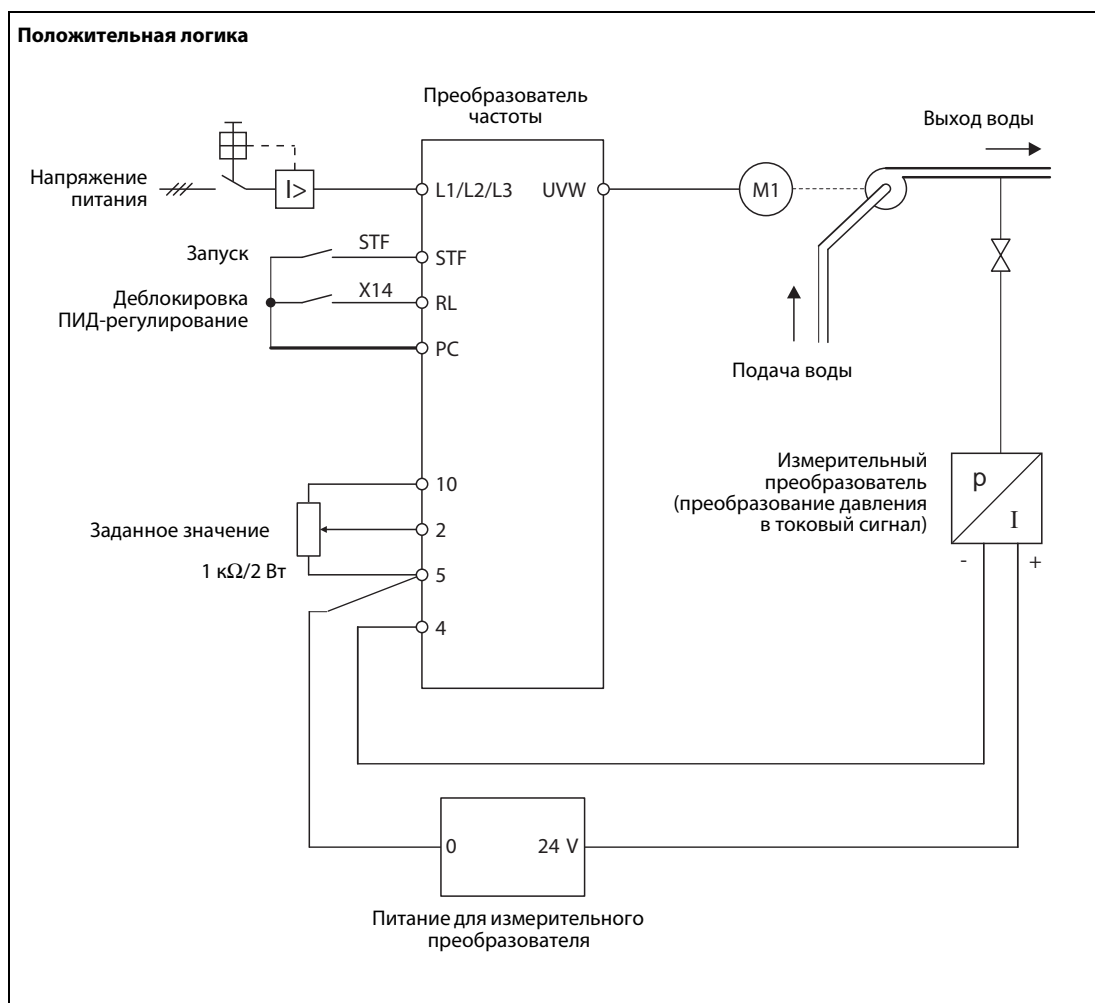 Положительная логика
Преобразователь
частоты
Выход воды
Напряжение
питания
I>
L1/L2/L3
UVW
M1
Запуск
STF
STF
Деблокировка
ПИД-регулирование
X14
RL
PC
Подача воды
Измерительный
преобразователь
(преобразование давления
в токовый сигнал)
p
I
-
+
10
Заданное значение
2
1 кΩ/2 Вт
5
4
0
24 V
Питание для измерительного
преобразователя